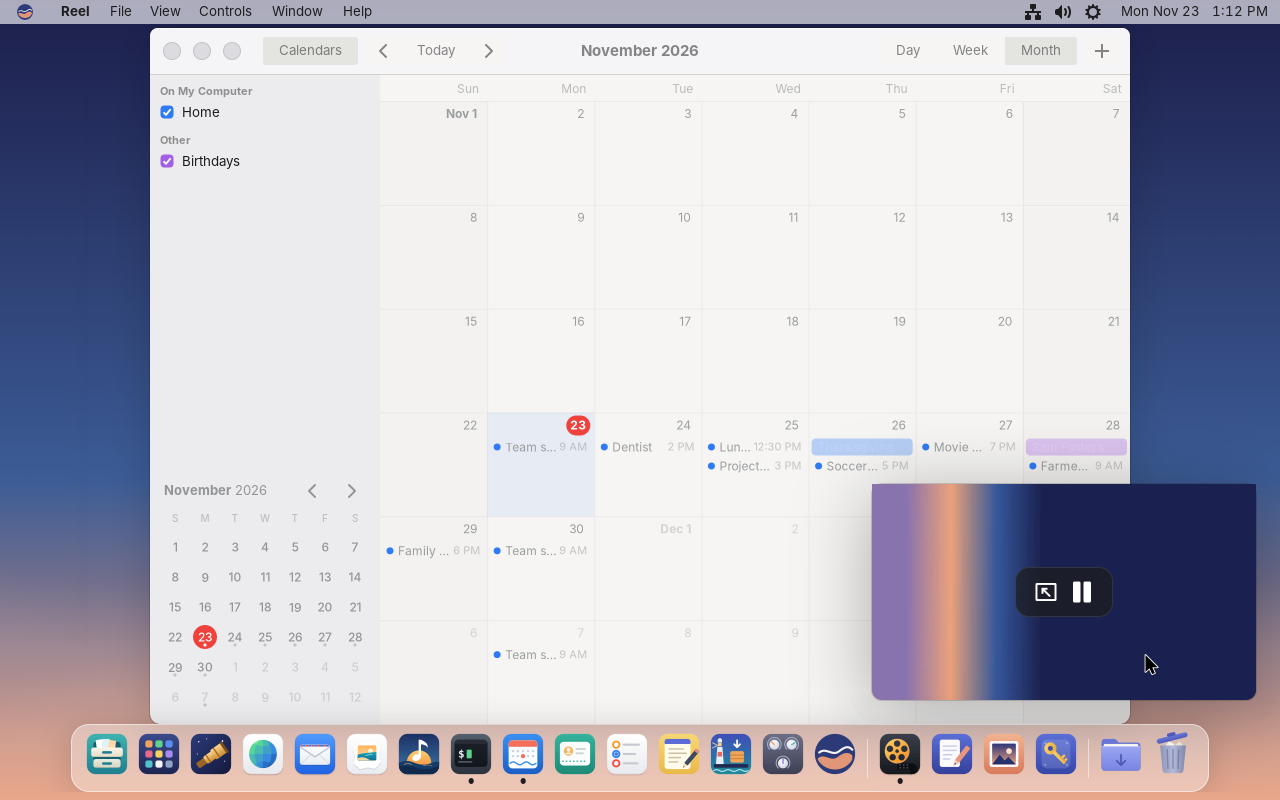 Reel File View Controls Window Help Mon Nov 23 1:12 PM
Calendars Today November 2026 Day Week Month
On My Computer
Home
Other
Birthdays
Sun Mon Tue Wed Thu Fri Sat
Nov 1 2 3 4 5 6 7
8 9 10 11 12 13 14
15 16 17 18 19 20 21
22 23 24 25 26 27 28
Team s... 9 AM Dentist 2 PM Lun... 12:30 PM Thanksgiving Movie ... 7 PM
Project... 3 PM Soccer... 5 PM Farme... 9 AM
29 30 Dec 1 2
Family ... 6 PM Team s... 9 AM
6 7 8 9
Team s... 9 AM
November 2026
S M T W T F S
1 2 3 4 5 6 7
8 9 10 11 12 13 14
15 16 17 18 19 20 21
22 23 24 25 26 27 28
29 30 1 2 3 4 5
6 7 8 9 10 11 12